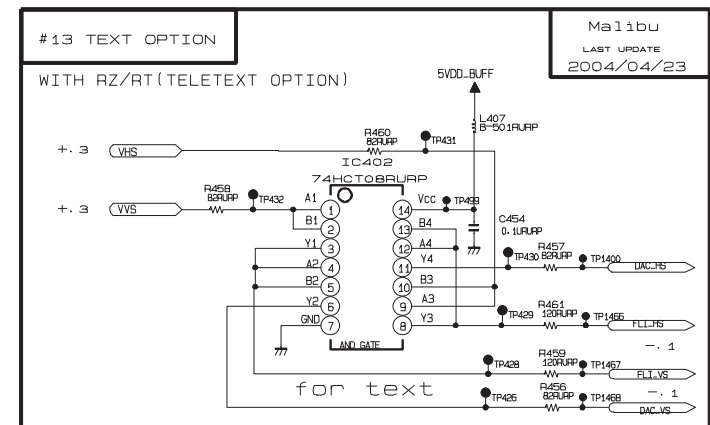 #13 TEXT OPTION
Malibu
LAST UPDATE
2004/04/23
WITH RZ/RT(TELETEXT OPTION)
5VDD_BUFF
L407
B-501RURP
+. 3
VHS
R460
82RURP
TP431
IC402
74HCT08RURP
+. 3
VVS
R458
82RURP
TP432
A1
1
14
Vcc
TP499
B1
2
13
B4
C454
0.1URURP
Y1
3
12
A4
A2
4
11
Y4
TP430
R457
82RURP
TP1400
DAC_HS
B2
5
10
B3
Y2
6
9
A3
GND
7
8
Y3
TP429
R461
120RURP
TP1466
FLI_HS
AND GATE
-. 1
for text
TP428
R459
120RURP
TP1467
FLI_VS
TP426
R456
82RURP
TP1468
-. 1
DAC_VS